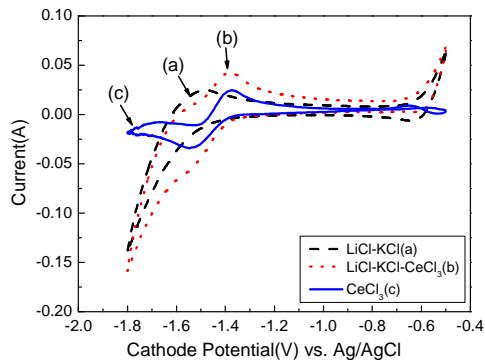 0.10
0.05
0.00
-0.05
-0.10
-0.15
-0.20
Current(A)
(a)
(b)
(c)
LiCl-KCl(a)
LiCl-KCl-CeCl₃(b)
CeCl₃(c)
-2.0 -1.8 -1.6 -1.4 -1.2 -1.0 -0.8 -0.6 -0.4
Cathode Potential(V) vs. Ag/AgCl